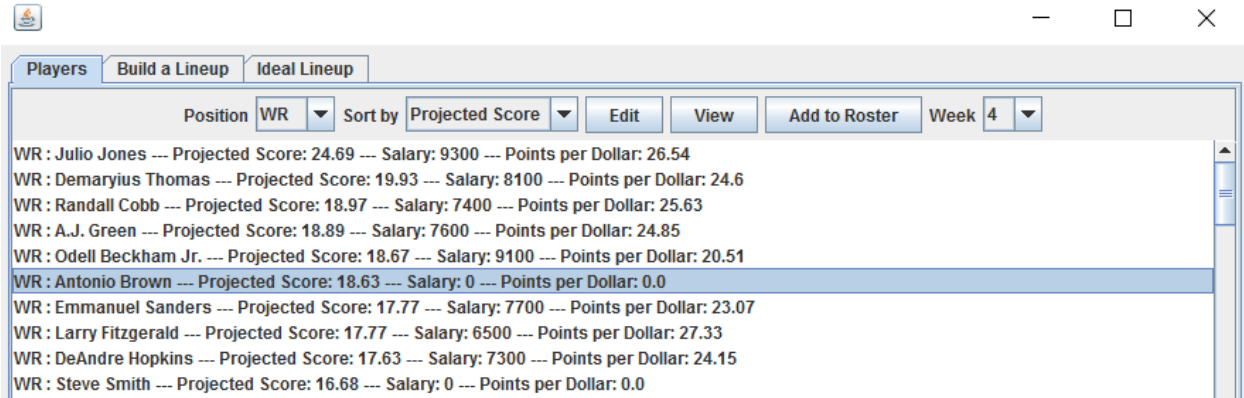 Players Build a Lineup Ideal Lineup
Position WR Sort by Projected Score Edit View Add to Roster Week 4
WR : Julio Jones --- Projected Score: 24.69 --- Salary: 9300 --- Points per Dollar: 26.54
WR : Demaryius Thomas --- Projected Score: 19.93 --- Salary: 8100 --- Points per Dollar: 24.6
WR : Randall Cobb --- Projected Score: 18.97 --- Salary: 7400 --- Points per Dollar: 25.63
WR : A.J. Green --- Projected Score: 18.89 --- Salary: 7600 --- Points per Dollar: 24.85
WR : Odell Beckham Jr. --- Projected Score: 18.67 --- Salary: 9100 --- Points per Dollar: 20.51
WR : Antonio Brown --- Projected Score: 18.63 --- Salary: 0 --- Points per Dollar: 0.0
WR : Emmanuel Sanders --- Projected Score: 17.77 --- Salary: 7700 --- Points per Dollar: 23.07
WR : Larry Fitzgerald --- Projected Score: 17.77 --- Salary: 6500 --- Points per Dollar: 27.33
WR : DeAndre Hopkins --- Projected Score: 17.63 --- Salary: 7300 --- Points per Dollar: 24.15
WR : Steve Smith --- Projected Score: 16.68 --- Salary: 0 --- Points per Dollar: 0.0